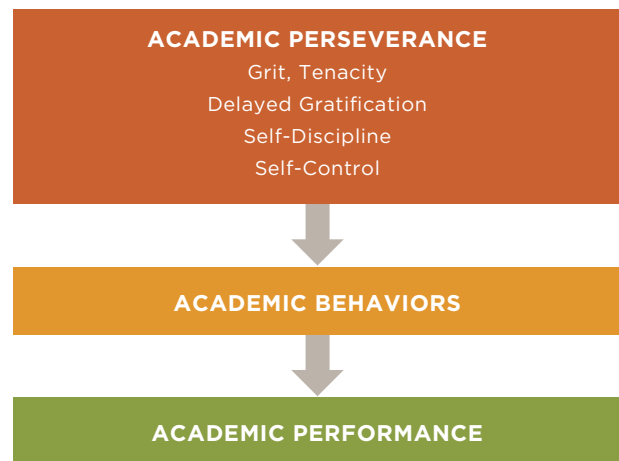 ACADEMIC PERSEVERANCE
Grit, Tenacity
Delayed Gratification
Self-Discipline
Self-Control
ACADEMIC BEHAVIORS
ACADEMIC PERFORMANCE